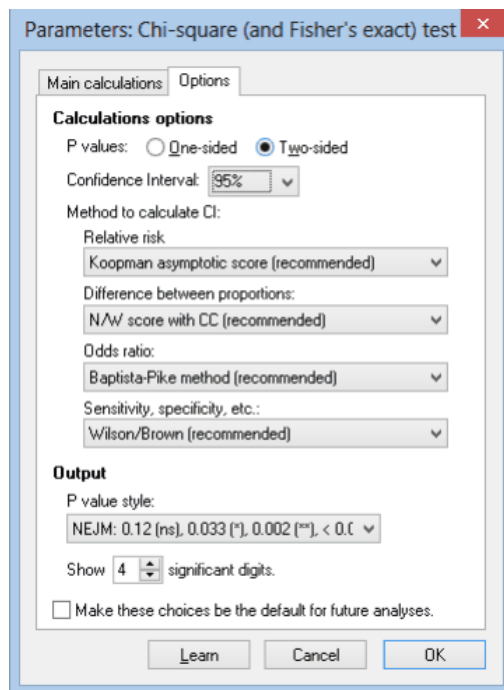 Parameters: Chi-square (and Fisher's exact) test
Main calculations Options
Calculations options
P values: One-sided Two-sided
Confidence Interval: 95%
Method to calculate CI:
Relative risk
Koopman asymptotic score (recommended)
Difference between proportions:
N/W score with CC (recommended)
Odds ratio:
Baptista-Pike method (recommended)
Sensitivity, specificity, etc.:
Wilson/Brown (recommended)
Output
P value style:
NEJM: 0.12 (ns), 0.033 (*), 0.002 (**), < 0.0
Show 4 significant digits.
Make these choices be the default for future analyses.
Learn Cancel OK